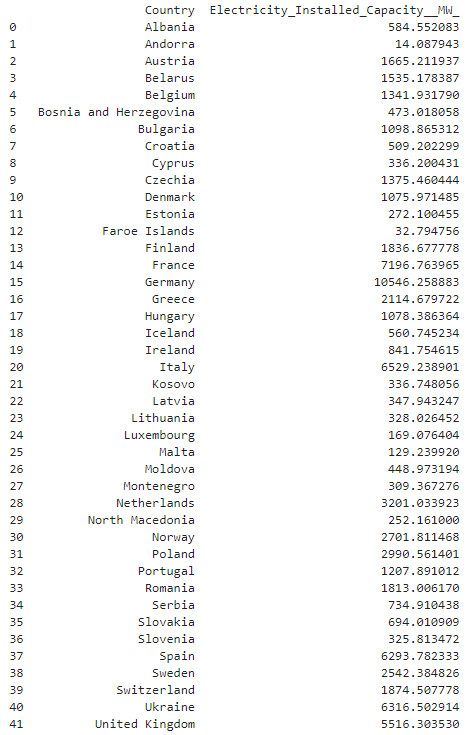 Country Electricity_Installed_Capacity__MW_
0 Albania 584.552083
1 Andorra 14.087943
2 Austria 1665.211937
3 Belarus 1535.178387
4 Belgium 1341.931790
5 Bosnia and Herzegovina 473.018058
6 Bulgaria 1098.865312
7 Croatia 509.202299
8 Cyprus 336.200431
9 Czechia 1375.460444
10 Denmark 1075.971485
11 Estonia 272.100455
12 Faroe Islands 32.794756
13 Finland 1836.677778
14 France 7196.763965
15 Germany 10546.258883
16 Greece 2114.679722
17 Hungary 1078.386364
18 Iceland 560.745234
19 Ireland 841.754615
20 Italy 6529.238901
21 Kosovo 336.748056
22 Latvia 347.943247
23 Lithuania 328.026452
24 Luxembourg 169.076404
25 Malta 129.239920
26 Moldova 448.973194
27 Montenegro 309.367276
28 Netherlands 3201.033923
29 North Macedonia 252.161000
30 Norway 2701.811468
31 Poland 2990.561401
32 Portugal 1207.891012
33 Romania 1813.006170
34 Serbia 734.910438
35 Slovakia 694.010909
36 Slovenia 325.813472
37 Spain 6293.782333
38 Sweden 2542.384826
39 Switzerland 1874.507778
40 Ukraine 6316.502914
41 United Kingdom 5516.303530